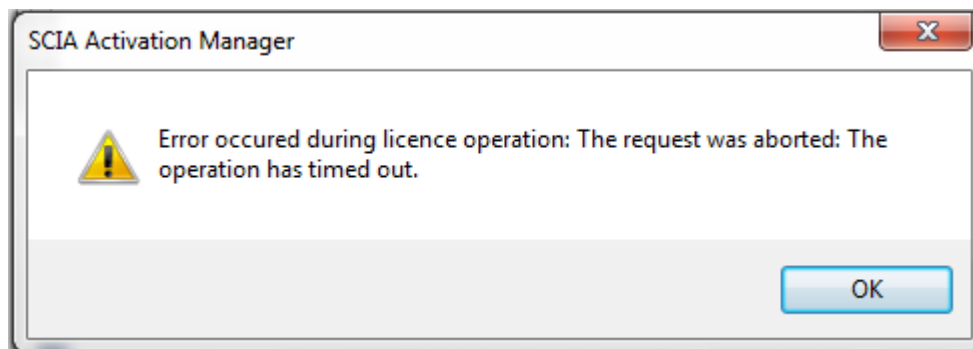 SCIA Activation Manager
Error occured during licence operation: The request was aborted: The
operation has timed out.
OK